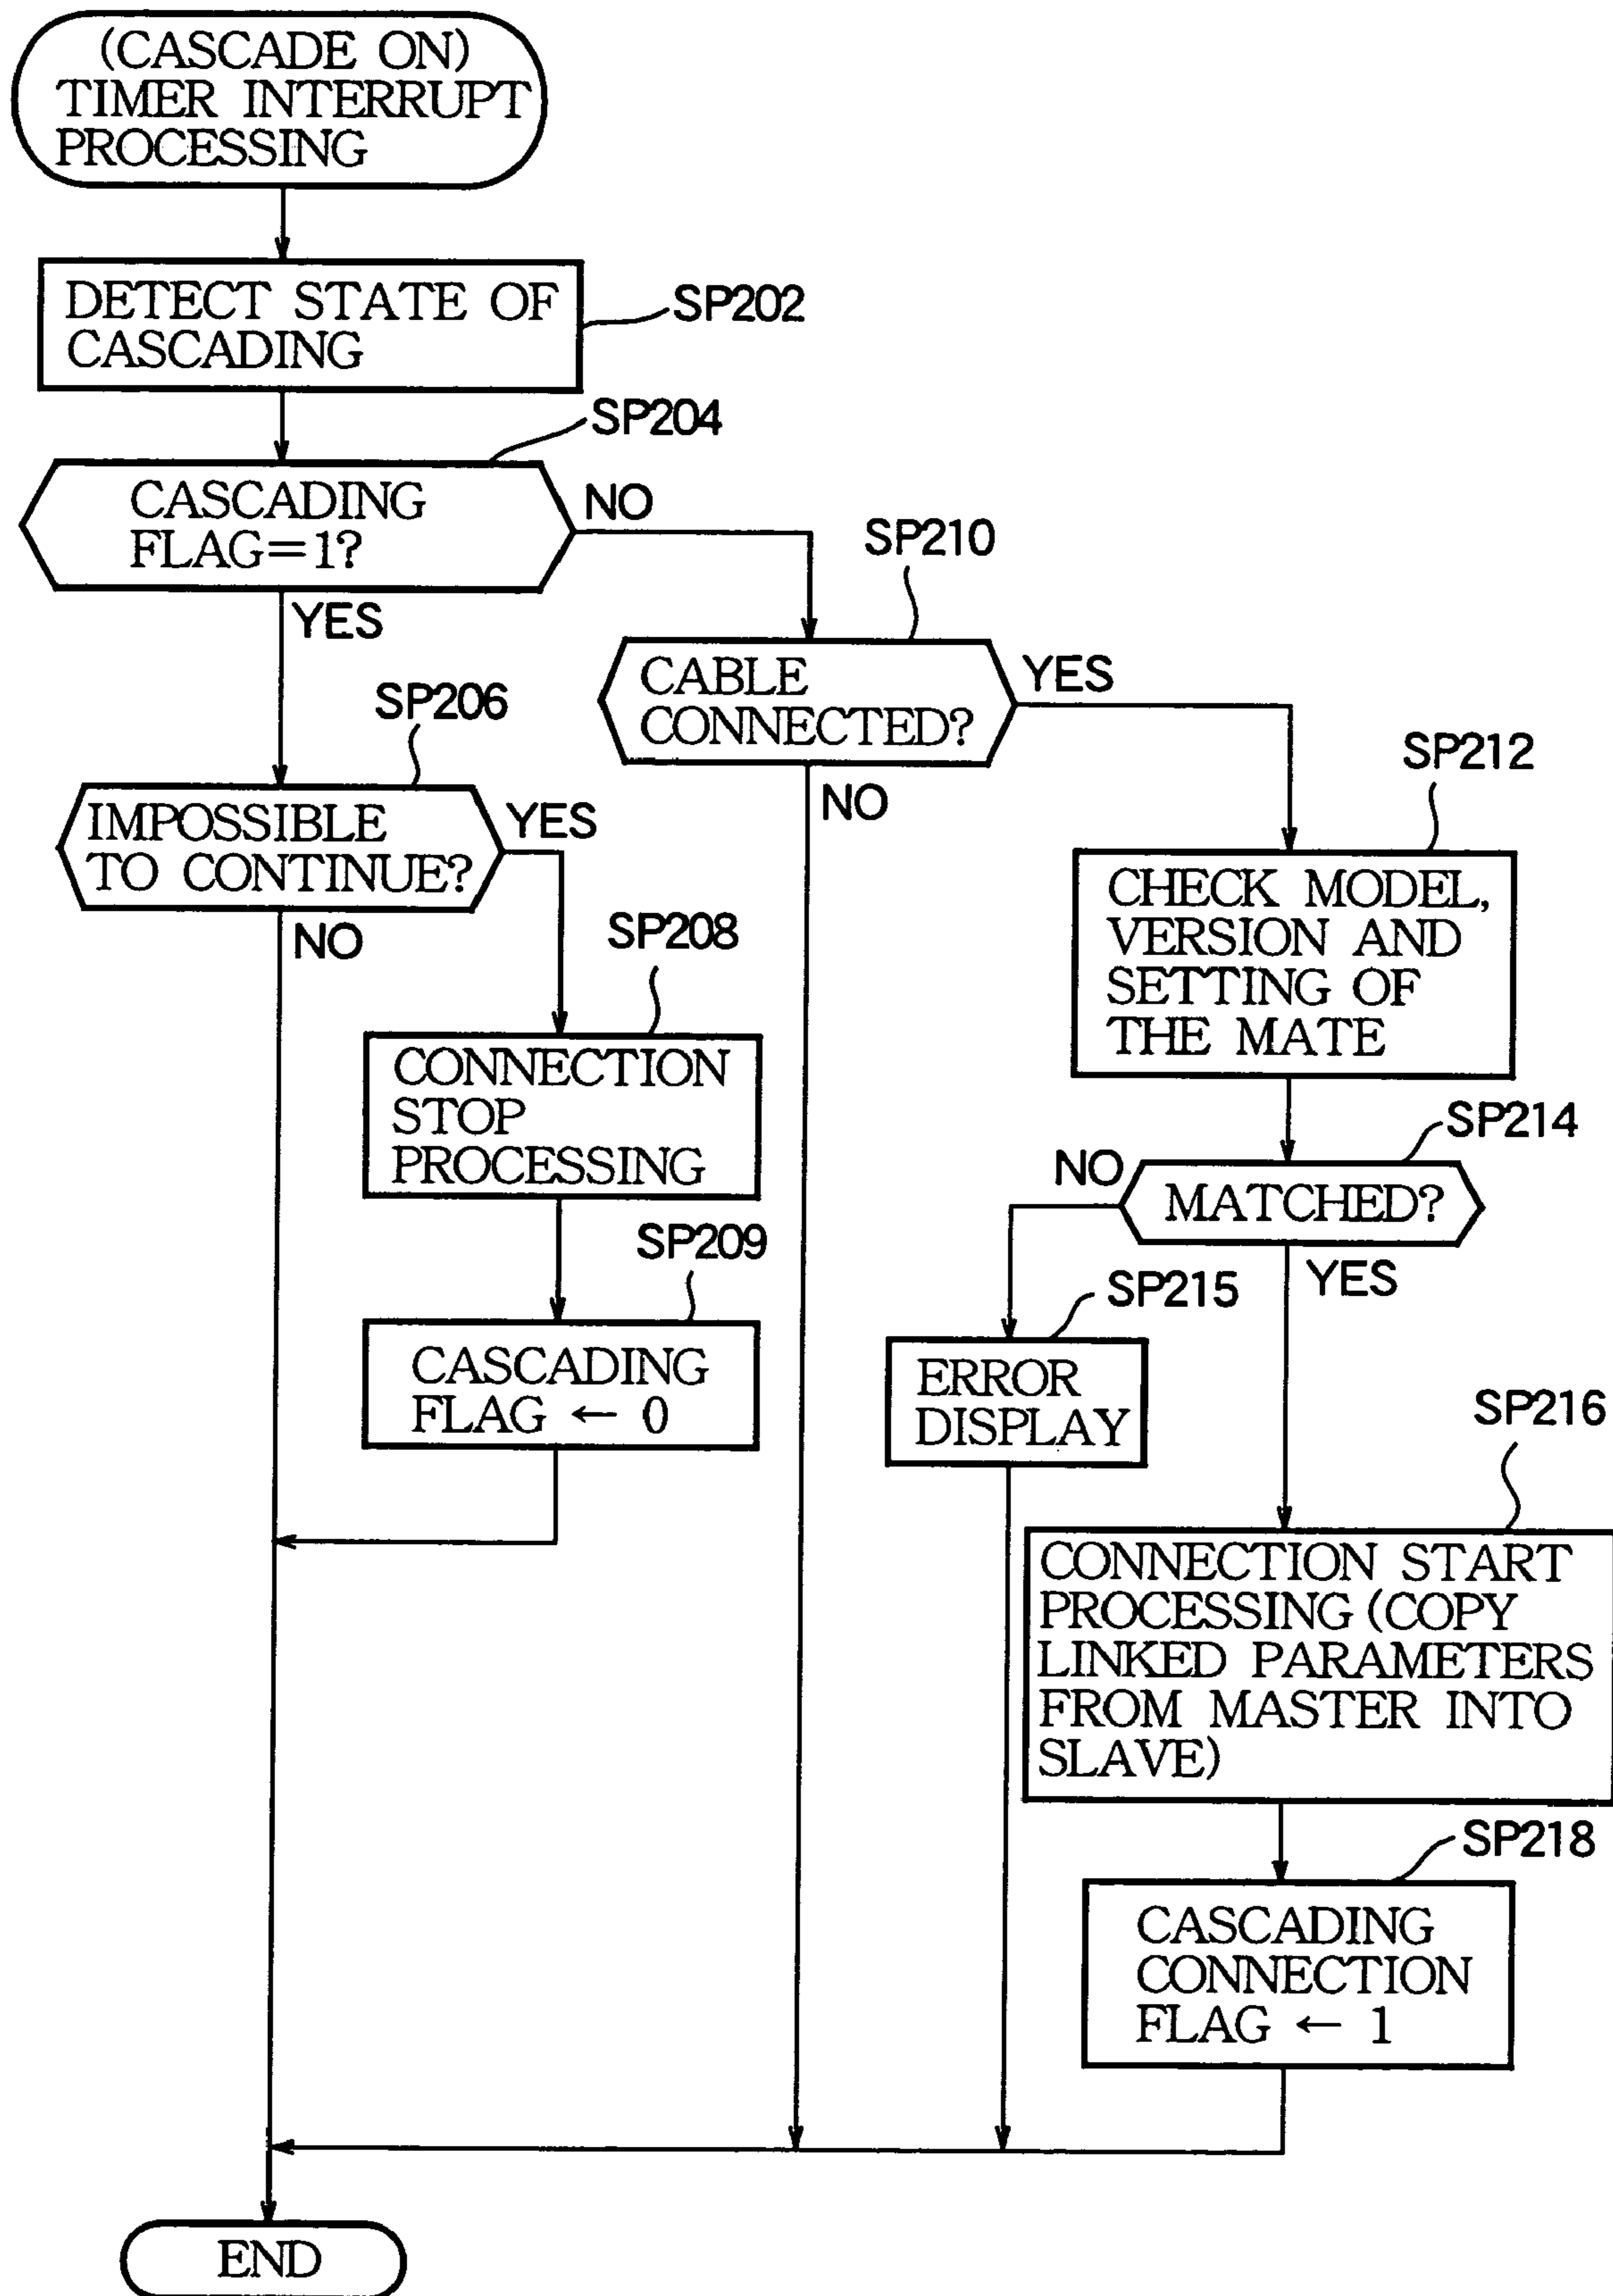 (CASCADE ON)
TIMER INTERRUPT
PROCESSING
DETECT STATE OF
CASCADING
SP202
SP204
CASCADING
FLAG=1?
NO
YES
SP210
CABLE
CONNECTED?
YES
NO
SP206
IMPOSSIBLE
TO CONTINUE?
YES
NO
SP212
CHECK MODEL,
VERSION AND
SETTING OF
THE MATE
SP208
CONNECTION
STOP
PROCESSING
SP214
NO
MATCHED?
YES
SP209
CASCADING
FLAG ← 0
SP215
ERROR
DISPLAY
SP216
CONNECTION START
PROCESSING (COPY
LINKED PARAMETERS
FROM MASTER INTO
SLAVE)
SP218
CASCADING
CONNECTION
FLAG ← 1
END